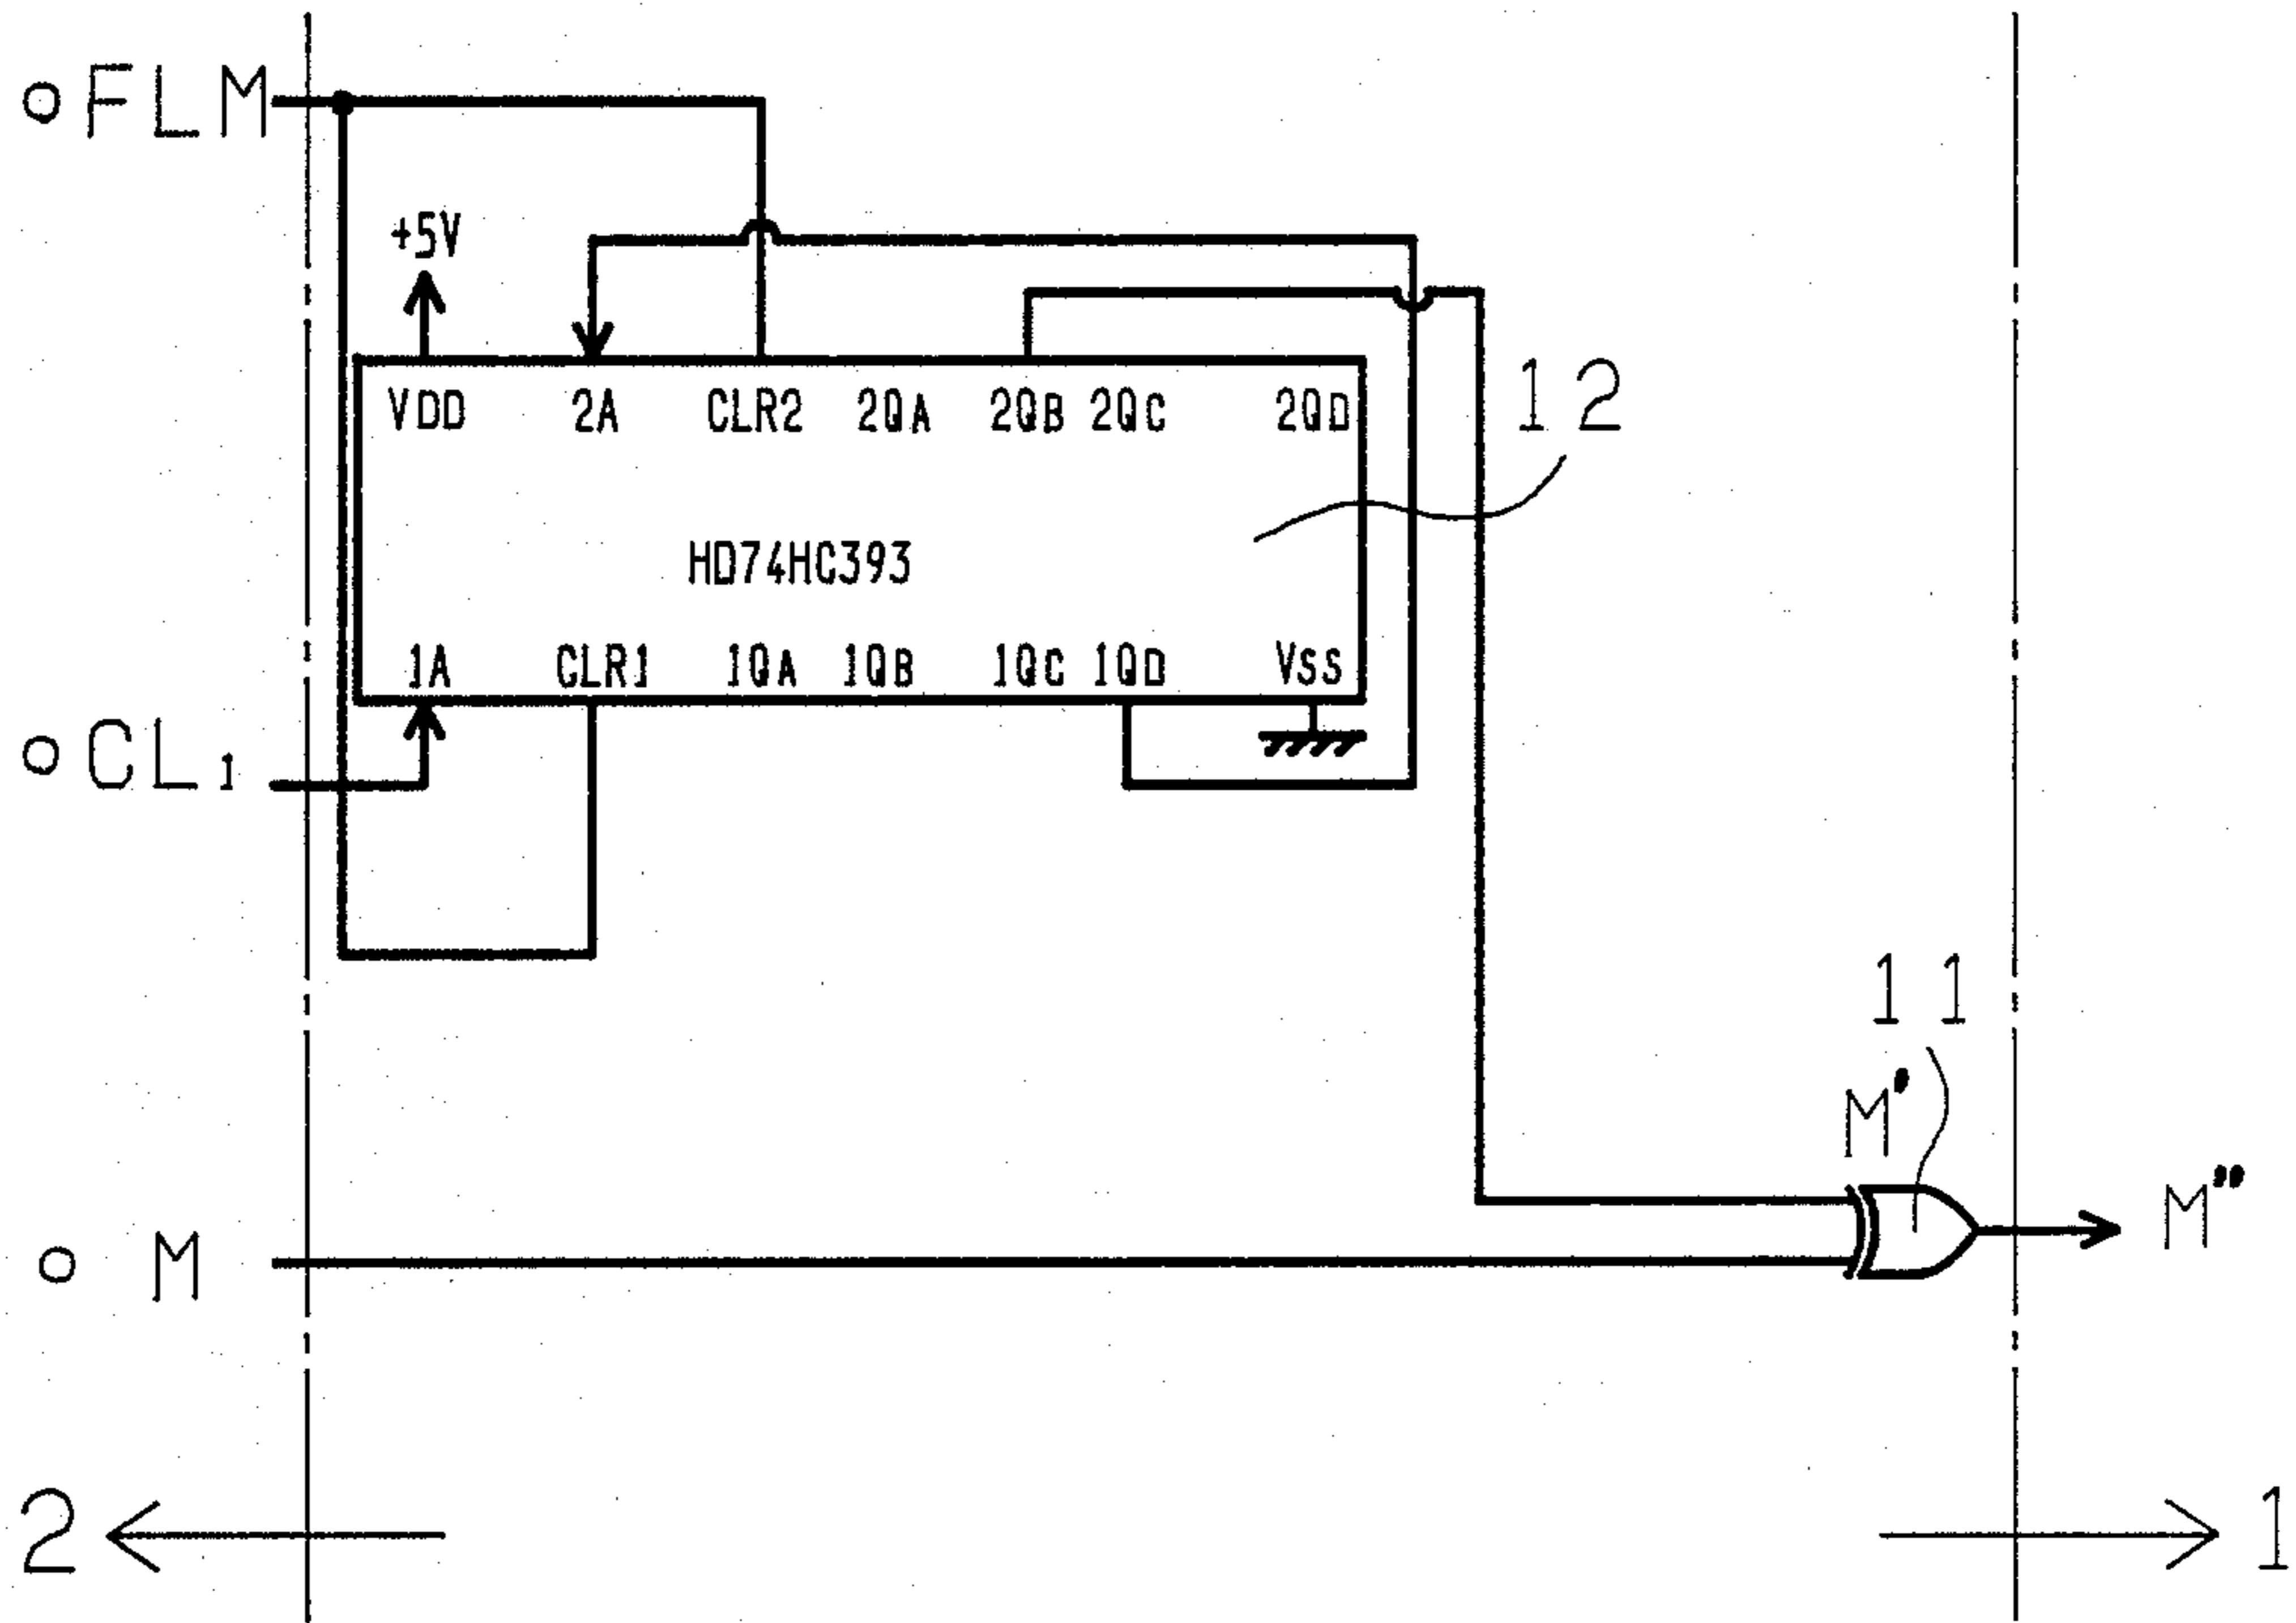 FLM
+5V
VDD 2A CLR2 2QA 2QB 2QC 2QD
12
HD74HC393
1A CLR1 1QA 1QB 1QC 1QD VSS
CL1
11
M'
M"
M
2
1